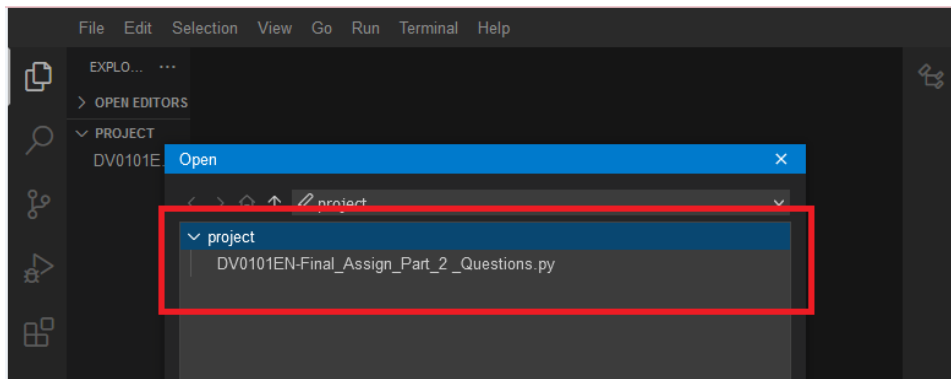 File Edit Selection View Go Run Terminal Help
EXPLO... ···
OPEN EDITORS
PROJECT
DV0101E
Open
project
project
DV0101EN-Final_Assign_Part_2 _Questions.py